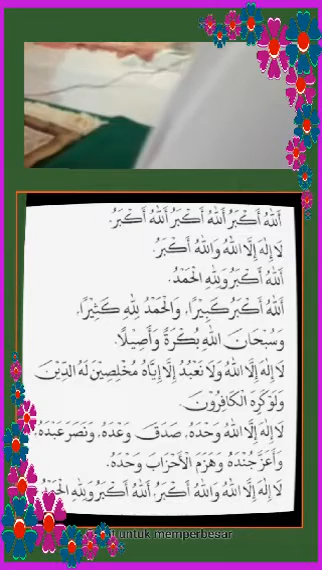 اَللهُ أَكْبَرُ اَللهُ أَكْبَرُ اَللهُ أَكْبَرُ.
لَا إِلٰهَ إِلَّا اللهُ وَاللهُ أَكْبَرُ.
اَللهُ أَكْبَرُ وَلِلّٰهِ الْحَمْدُ.
اَللهُ أَكْبَرُ كَبِيْرًا، وَالْحَمْدُ لِلّٰهِ كَثِيْرًا،
وَسُبْحَانَ اللهِ بُكْرَةً وَأَصِيْلًا.
لَا إِلٰهَ إِلَّا اللهُ وَلَا نَعْبُدُ إِلَّا إِيَّاهُ مُخْلِصِيْنَ لَهُ الدِّيْنَ
وَلَوْ كَرِهَ الْكَافِرُوْنَ.
لَا إِلٰهَ إِلَّا اللهُ وَحْدَهُ، صَدَقَ وَعْدَهُ، وَنَصَرَ عَبْدَهُ،
وَأَعَزَّ جُنْدَهُ وَهَزَمَ الْأَحْزَابَ وَحْدَهُ.
لَا إِلٰهَ إِلَّا اللهُ وَاللهُ أَكْبَرُ، اَللهُ أَكْبَرُ وَلِلّٰهِ الْحَمْدُ
untuk memperbesar